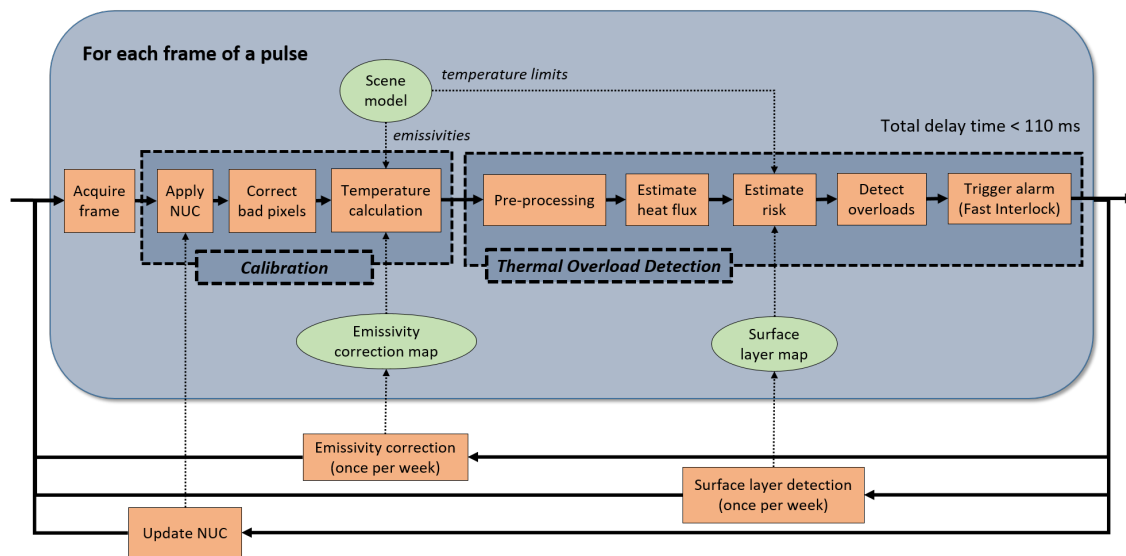 For each frame of a pulse
Scene
model
temperature limits
emissivities
Total delay time < 110 ms
Acquire
frame
Apply
NUC
Correct
bad pixels
Temperature
calculation
Pre-processing
Estimate
heat flux
Estimate
risk
Detect
overloads
Trigger alarm
(Fast Interlock)
Calibration
Thermal Overload Detection
Emissivity
correction map
Surface
layer map
Emissivity correction
(once per week)
Surface layer detection
(once per week)
Update NUC